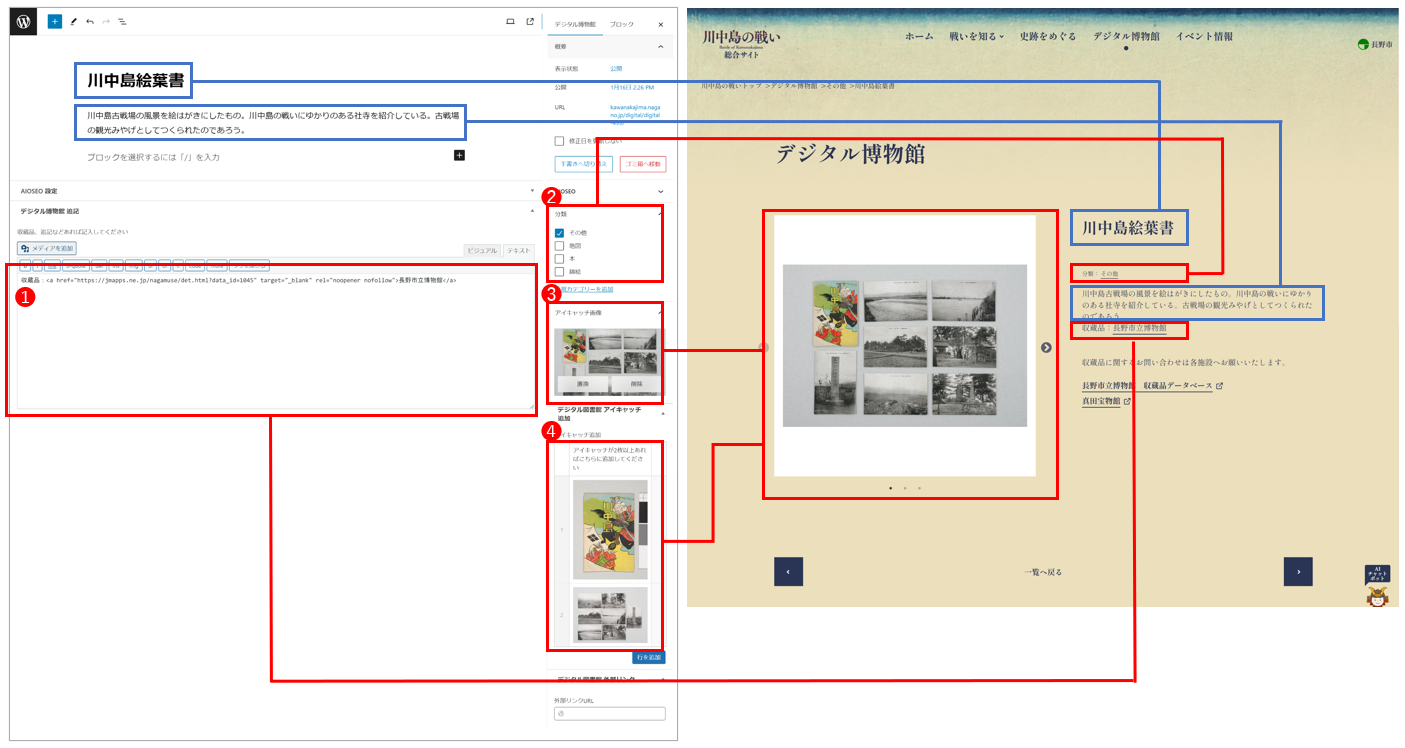 デジタル博物館 ブロック
概要
川中島絵葉書
川中島古戦場の風景を絵はがきにしたもの。川中島の戦いにゆかりのある社寺を紹介している。古戦場
の観光みやげとしてつくられたのであろう。
ブロックを選択するには「/」を入力
表示状態 公開
公開 1月16日 2:26 PM
URL kawanakajima.naga
no.jp/digital/digital
修正日を
しない
下書きへ切り替え ゴミ箱へ移動
AIOSEO 設定
デジタル博物館 追記
収蔵品、追記などあれば記入してください
メディアを追加
ビジュアル テキスト
1
収蔵品：<a href="https://jmapps.ne.jp/nagamuse/det.html?data_id=1045" target="_blank" rel="noopener nofollow">長野市立博物館</a>
2
分類
その他
地図
本
錦絵
カテゴリーを追加
3
アイキャッチ画像
置換 削除
デジタル図書館 アイキャッチ
追加
4
アイキャッチ追加
アイキャッチが2枚以上あれ
ばこちらに追加してくださ
い
1
川中島
2
行を追加
デジタル図書館 外部リンク
外部リンクURL
川中島の戦い
Battle of Kawanakajima
総合サイト
ホーム 戦いを知る 史跡をめぐる デジタル博物館 イベント情報
長野市
川中島の戦いトップ >デジタル博物館 >その他 >川中島絵葉書
デジタル博物館
川中島絵葉書
分類： その他
川中島古戦場の風景を絵はがきにしたもの。川中島の戦いにゆかり
のある社寺を紹介している。古戦場の観光みやげとしてつくられた
のであろう
収蔵品：長野市立博物館
収蔵品に関するお問い合わせは各施設へお願いいたします。
長野市立博物館 収蔵品データベース
真田宝物館
一覧へ戻る
AI
チャット
ボット